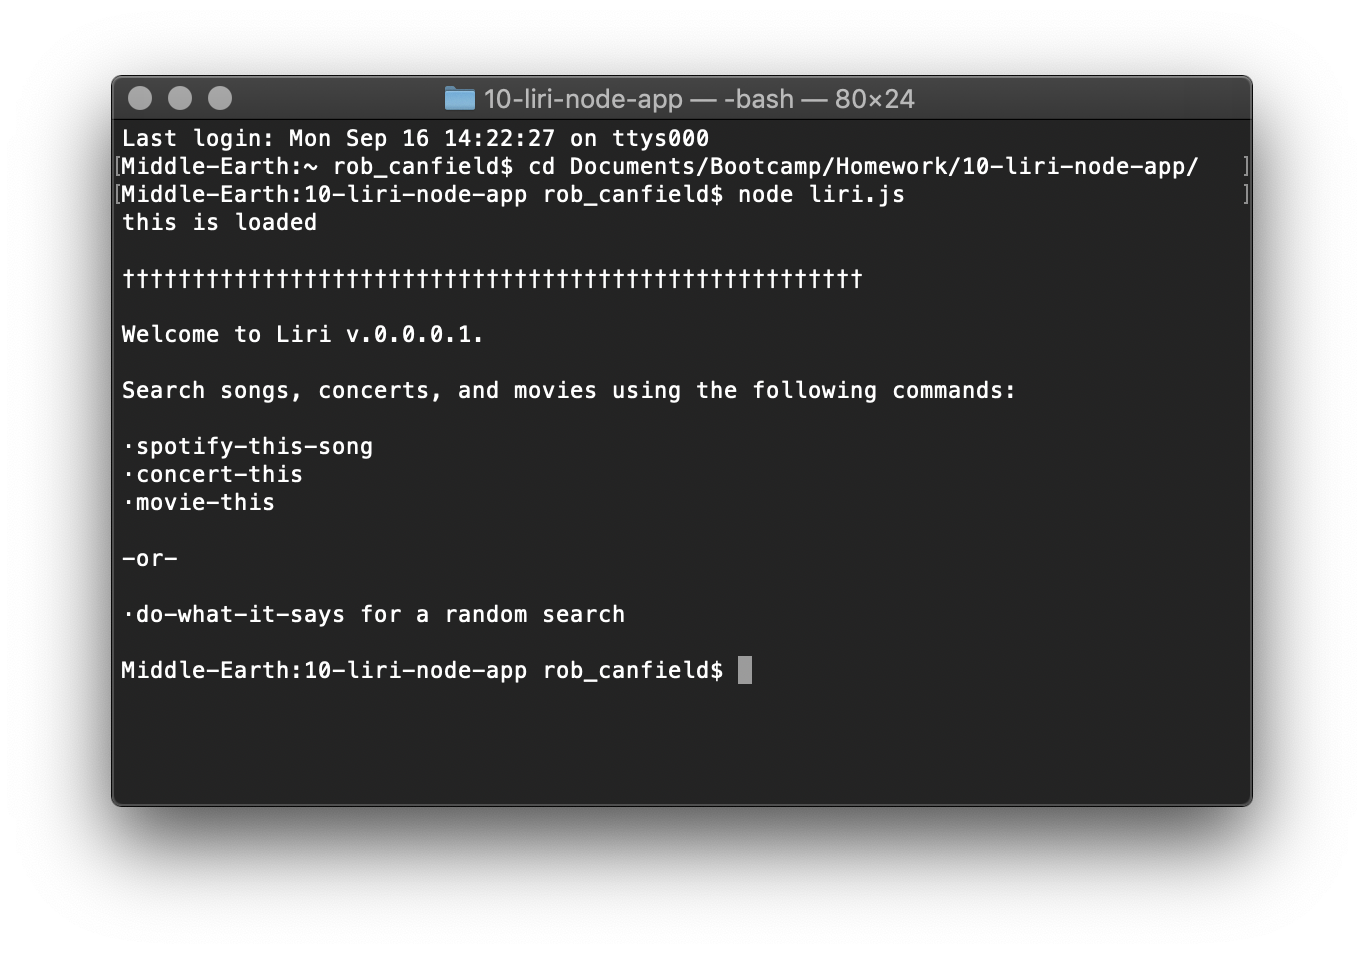 10-liri-node-app — -bash — 80×24
Last login: Mon Sep 16 14:22:27 on ttys000
[Middle-Earth:~ rob_canfield$ cd Documents/Bootcamp/Homework/10-liri-node-app/ ]
[Middle-Earth:10-liri-node-app rob_canfield$ node liri.js ]
this is loaded
†††††††††††††††††††††††††††††††††††††††††††††††††††††
Welcome to Liri v.0.0.0.1.
Search songs, concerts, and movies using the following commands:
·spotify-this-song
·concert-this
·movie-this
-or-
·do-what-it-says for a random search
Middle-Earth:10-liri-node-app rob_canfield$